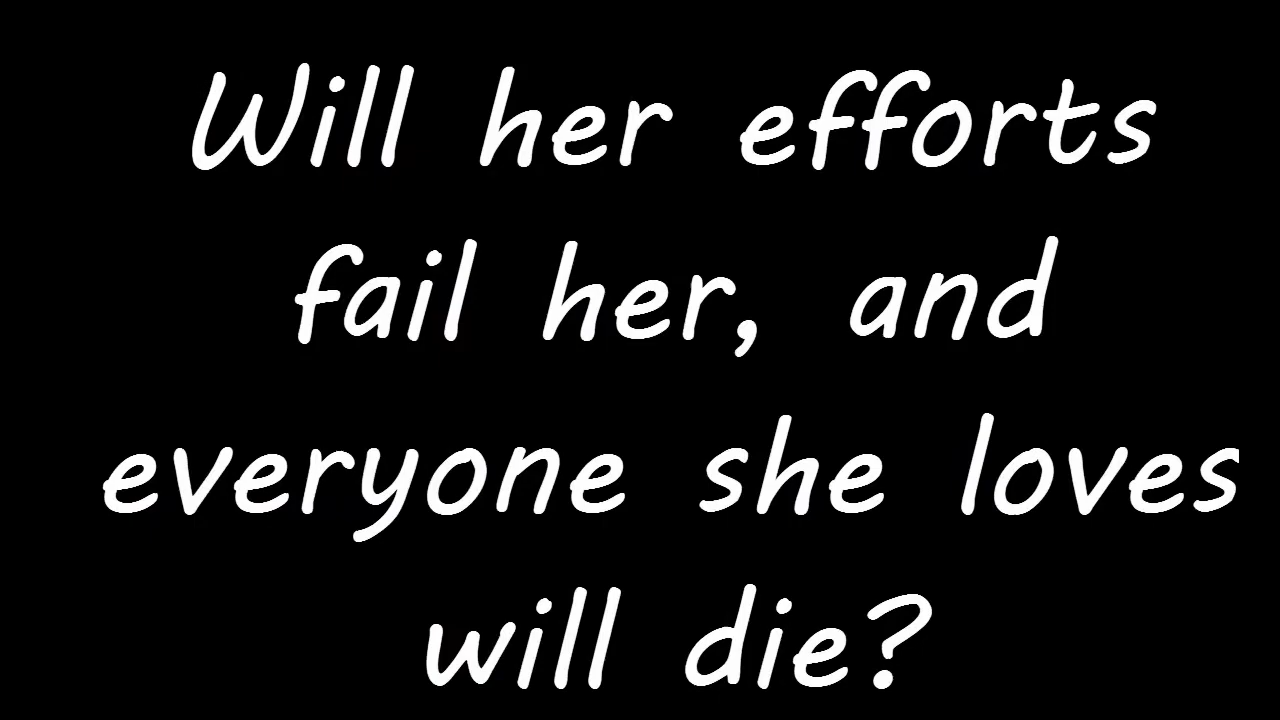 Will her efforts
fail her, and
everyone she loves
will die?